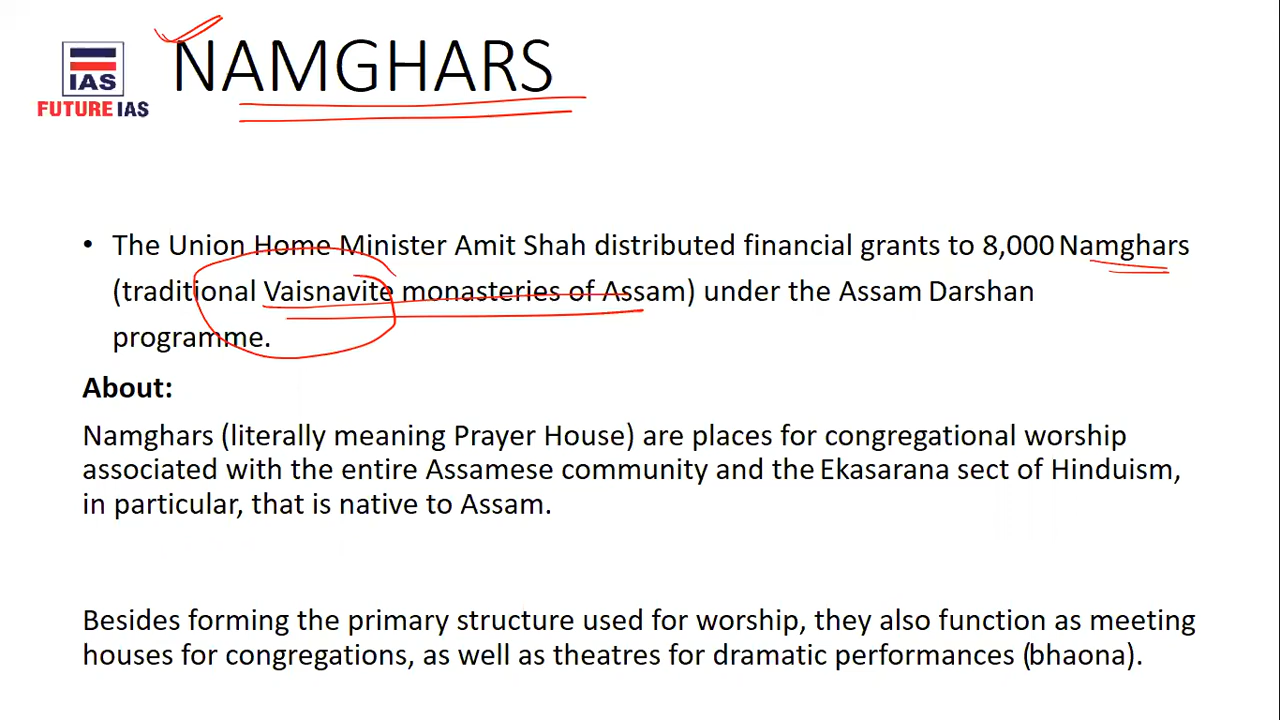 NAMGHARS
IAS
FUTURE IAS
• The Union Home Minister Amit Shah distributed financial grants to 8,000 Namghars
(traditional Vaisnavite monasteries of Assam) under the Assam Darshan
programme.
About:
Namghars (literally meaning Prayer House) are places for congregational worship
associated with the entire Assamese community and the Ekasarana sect of Hinduism,
in particular, that is native to Assam.
Besides forming the primary structure used for worship, they also function as meeting
houses for congregations, as well as theatres for dramatic performances (bhaona).